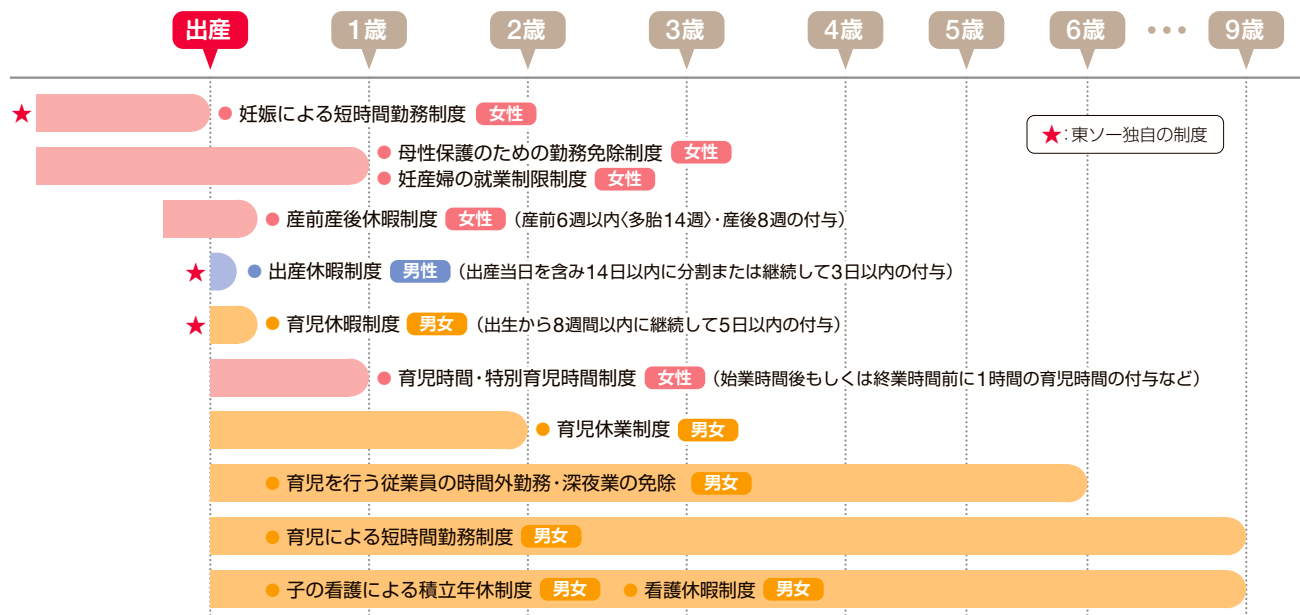 出産 1歳 2歳 3歳 4歳 5歳 6歳 ・・・ 9歳
★ ● 妊娠による短時間勤務制度 女性
★:東ソー独自の制度
● 母性保護のための勤務免除制度 女性
● 妊産婦の就業制限制度 女性
● 産前産後休暇制度 女性 (産前6週以内〈多胎14週〉・産後8週の付与)
★ ● 出産休暇制度 男性 (出産当日を含み14日以内に分割または継続して3日以内の付与)
★ ● 育児休暇制度 男女 (出生から8週間以内に継続して5日以内の付与)
● 育児時間・特別育児時間制度 女性 (始業時間後もしくは終業時間前に1時間の育児時間の付与など)
● 育児休業制度 男女
● 育児を行う従業員の時間外勤務・深夜業の免除 男女
● 育児による短時間勤務制度 男女
● 子の看護による積立年休制度 男女 ● 看護休暇制度 男女